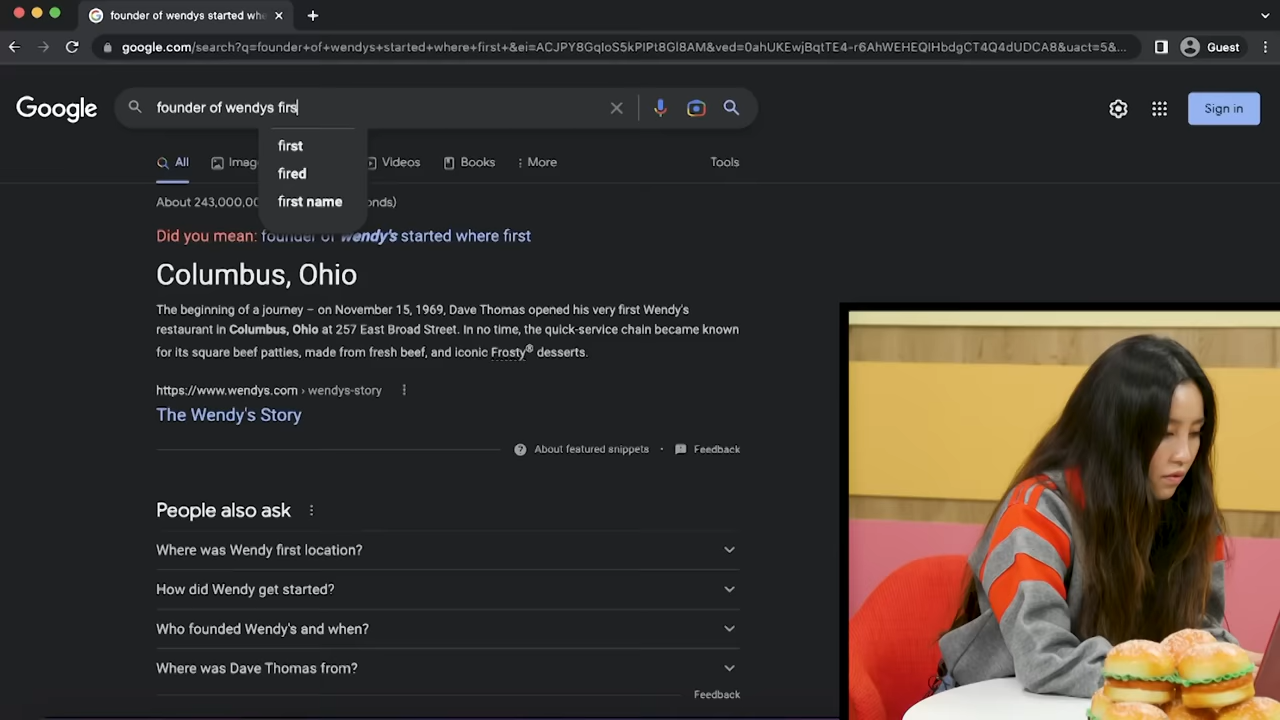 founder of wendys started whe
google.com/search?q=founder+of+wendys+started+where+first+&ei=ACJPY8GqIoS5kPIPt8GI8AM&ved=0ahUKEwjBqtTE4-r6AhWEHEQIHbdgCT4Q4dUDCA8&uact=5&...
Guest
Google
founder of wendys firs
Sign in
first
fired
first name
All
Imag
Videos
Books
More
Tools
About 243,000,00
onds)
Did you mean: founder of wendy's started where first
Columbus, Ohio
The beginning of a journey – on November 15, 1969, Dave Thomas opened his very first Wendy's
restaurant in Columbus, Ohio at 257 East Broad Street. In no time, the quick-service chain became known
for its square beef patties, made from fresh beef, and iconic Frosty® desserts.
https://www.wendys.com › wendys-story
The Wendy's Story
About featured snippets • Feedback
People also ask
Where was Wendy first location?
How did Wendy get started?
Who founded Wendy's and when?
Where was Dave Thomas from?
Feedback